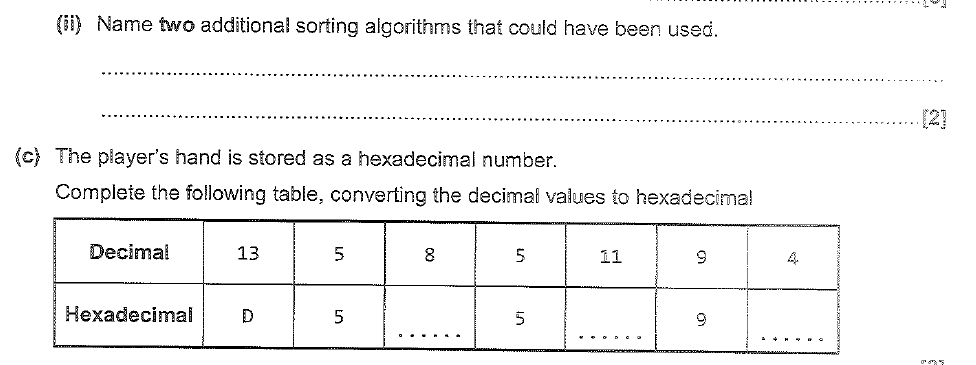 (ii) Name two additional sorting algorithms that could have been used.
[2]
(c) The player's hand is stored as a hexadecimal number.
Complete the following table, converting the decimal values to hexadecimal
Decimal 13 5 8 5 11 9 4
Hexadecimal D 5 ...... 5 ...... 9 ......